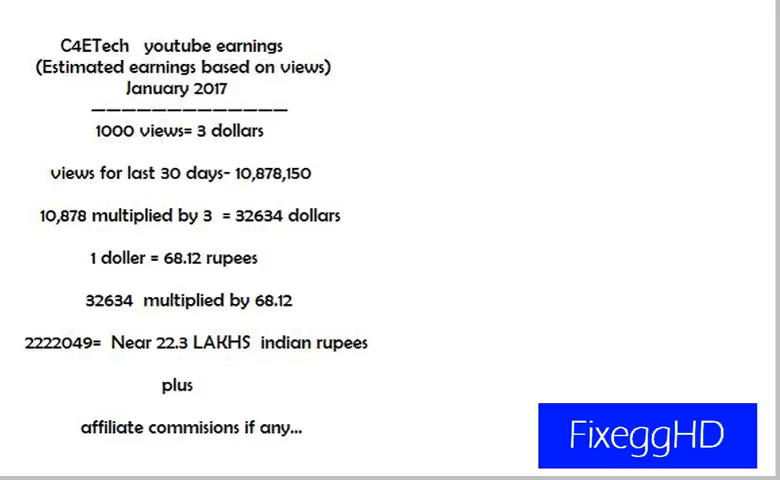 C4ETech youtube earnings
(Estimated earnings based on views)
January 2017
—————————————
1000 views= 3 dollars
views for last 30 days- 10,878,150
10,878 multiplied by 3 = 32634 dollars
1 doller = 68.12 rupees
32634 multiplied by 68.12
2222049= Near 22.3 LAKHS indian rupees
plus
affiliate commisions if any...
FixeggHD